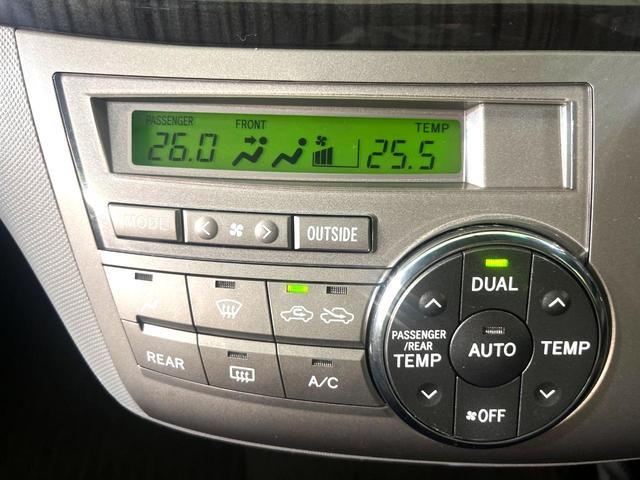 PASSENGER FRONT TEMP
26.0 25.5
MODE OUTSIDE
DUAL
PASSENGER
/REAR
TEMP AUTO TEMP
REAR A/C OFF